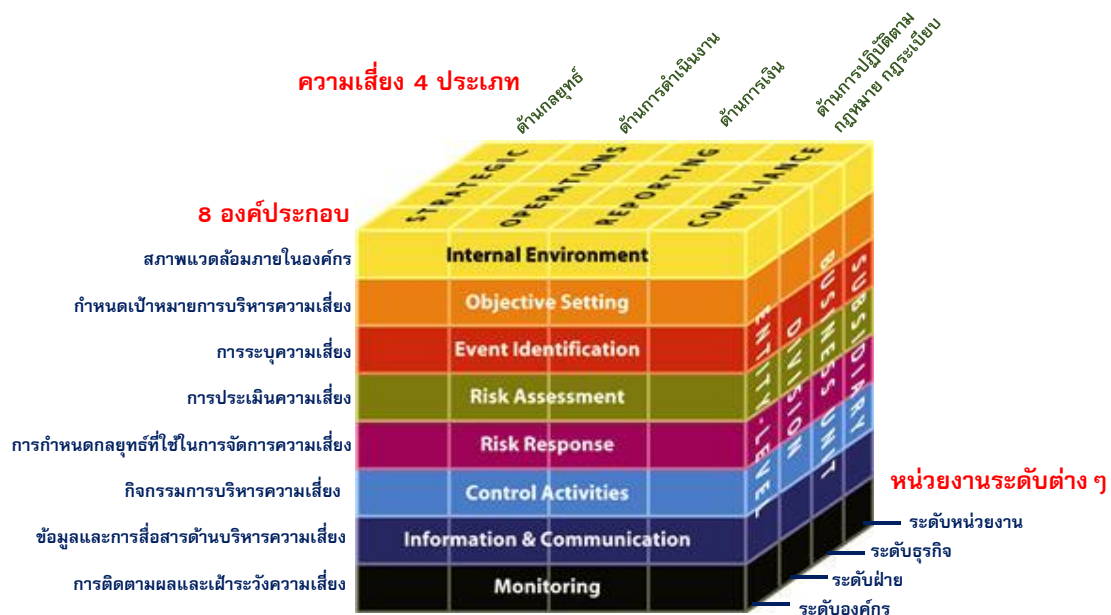 ความเสี่ยง 4 ประเภท
ด้านกลยุทธ์
ด้านการดำเนินงาน
ด้านการเงิน
ด้านการปฏิบัติตาม
กฎหมาย กฎระเบียบ
STRATEGIC
OPERATIONS
REPORTING
COMPLIANCE
8 องค์ประกอบ
สภาพแวดล้อมภายในองค์กร
Internal Environment
กำหนดเป้าหมายการบริหารความเสี่ยง
Objective Setting
การระบุความเสี่ยง
Event Identification
การประเมินความเสี่ยง
Risk Assessment
การกำหนดกลยุทธ์ที่ใช้ในการจัดการความเสี่ยง
Risk Response
กิจกรรมการบริหารความเสี่ยง
Control Activities
ข้อมูลและการสื่อสารด้านบริหารความเสี่ยง
Information & Communication
การติดตามผลและเฝ้าระวังความเสี่ยง
Monitoring
ENTITY-LEVEL
DIVISION
BUSINESS UNIT
SUBSIDIARY
หน่วยงานระดับต่าง ๆ
ระดับหน่วยงาน
ระดับธุรกิจ
ระดับฝ่าย
ระดับองค์กร